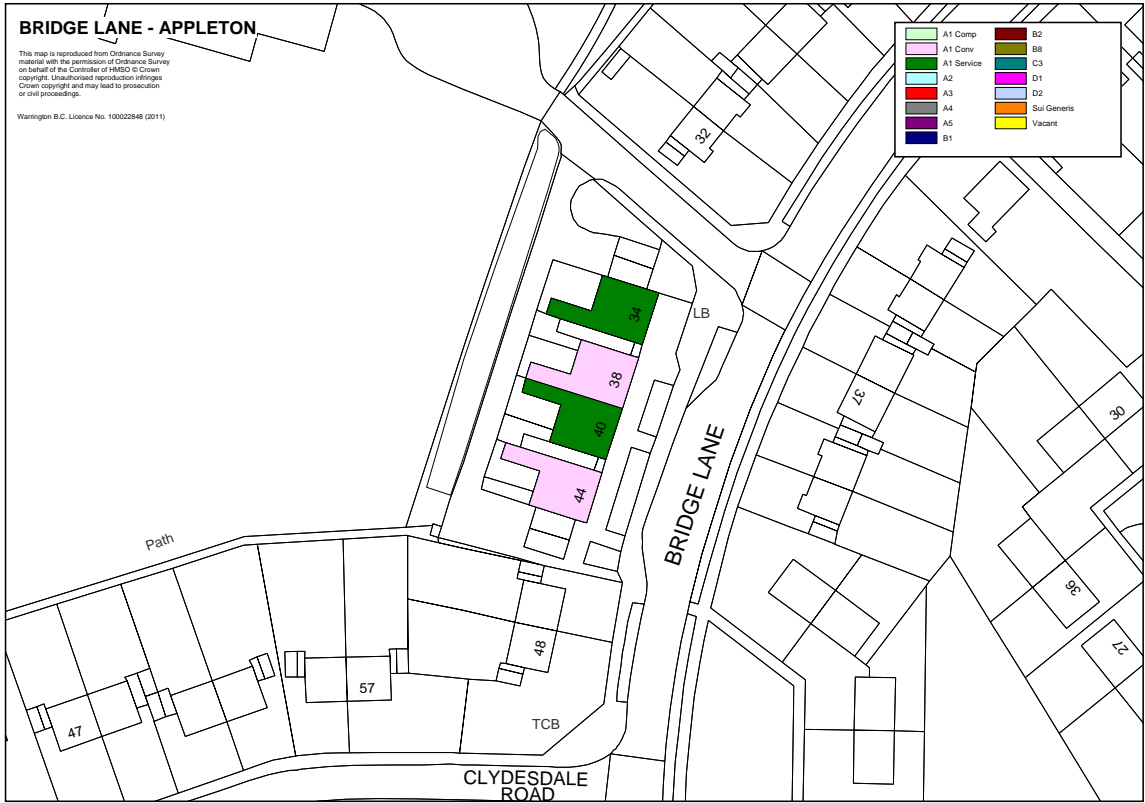 BRIDGE LANE - APPLETON
This map is reproduced from Ordnance Survey
material with the permission of Ordnance Survey
on behalf of the Controller of HMSO © Crown
copyright. Unauthorised reproduction infringes
Crown copyright and may lead to prosecution
or civil proceedings.
Warrington B.C. Licence No. 100022848 (2011)
A1 Comp
A1 Conv
A1 Service
A2
A3
A4
A5
B1
B2
B8
C3
D1
D2
Sui Generis
Vacant
32
34
LB
38
37
40
30
44
BRIDGE LANE
Path
36
48
27
57
47
TCB
CLYDESDALE
ROAD